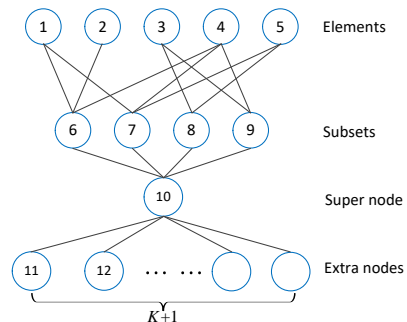 1 2 3 4 5 Elements
6 7 8 9 Subsets
10 Super node
11 12 ... ... Extra nodes
K+1